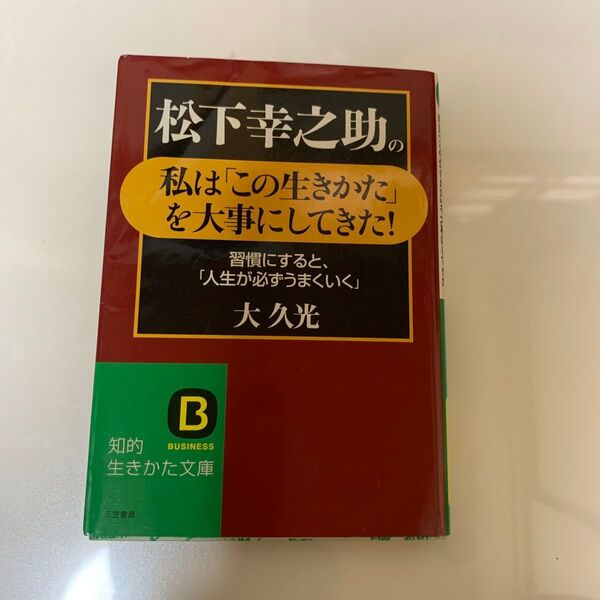 松下幸之助の
私は「この生きかた」
を大事にしてきた!
習慣にすると、
「人生が必ずうまくいく」
大久光
B
BUSINESS
知的
生きかた文庫
三笠書房